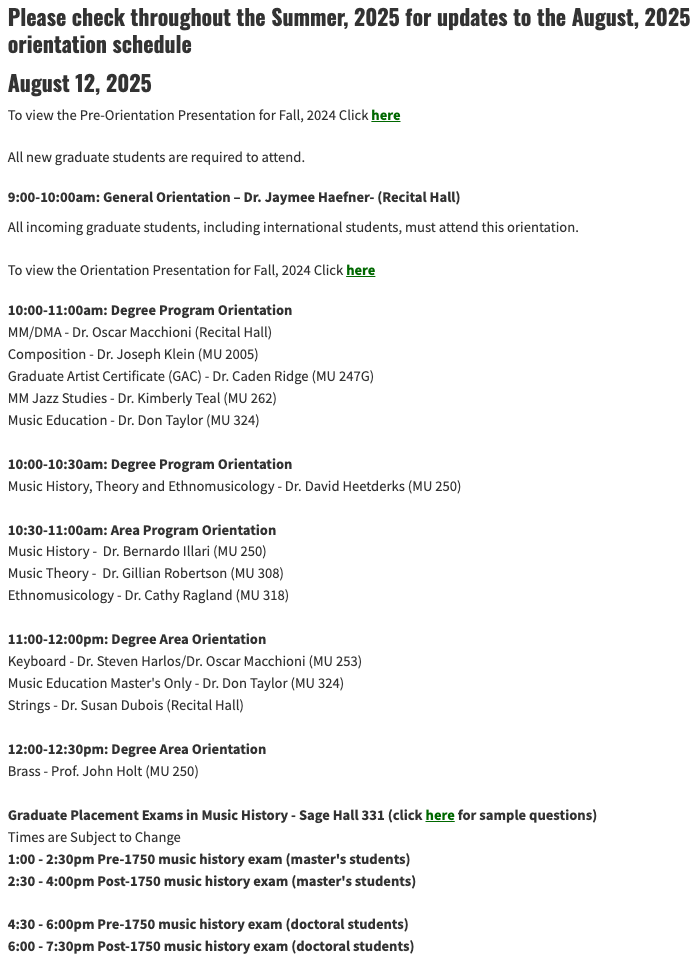 Please check throughout the Summer, 2025 for updates to the August, 2025
orientation schedule
August 12, 2025
To view the Pre-Orientation Presentation for Fall, 2024 Click here
All new graduate students are required to attend.
9:00-10:00am: General Orientation – Dr. Jaymee Haefner- (Recital Hall)
All incoming graduate students, including international students, must attend this orientation.
To view the Orientation Presentation for Fall, 2024 Click here
10:00-11:00am: Degree Program Orientation
MM/DMA - Dr. Oscar Macchioni (Recital Hall)
Composition - Dr. Joseph Klein (MU 2005)
Graduate Artist Certificate (GAC) - Dr. Caden Ridge (MU 247G)
MM Jazz Studies - Dr. Kimberly Teal (MU 262)
Music Education - Dr. Don Taylor (MU 324)
10:00-10:30am: Degree Program Orientation
Music History, Theory and Ethnomusicology - Dr. David Heetderks (MU 250)
10:30-11:00am: Area Program Orientation
Music History -  Dr. Bernardo Illari (MU 250)
Music Theory -  Dr. Gillian Robertson (MU 308)
Ethnomusicology - Dr. Cathy Ragland (MU 318)
11:00-12:00pm: Degree Area Orientation
Keyboard - Dr. Steven Harlos/Dr. Oscar Macchioni (MU 253)
Music Education Master's Only - Dr. Don Taylor (MU 324)
Strings - Dr. Susan Dubois (Recital Hall)
12:00-12:30pm: Degree Area Orientation
Brass - Prof. John Holt (MU 250)
Graduate Placement Exams in Music History - Sage Hall 331 (click here for sample questions)
Times are Subject to Change
1:00 - 2:30pm Pre-1750 music history exam (master's students)
2:30 - 4:00pm Post-1750 music history exam (master's students)
4:30 - 6:00pm Pre-1750 music history exam (doctoral students)
6:00 - 7:30pm Post-1750 music history exam (doctoral students)